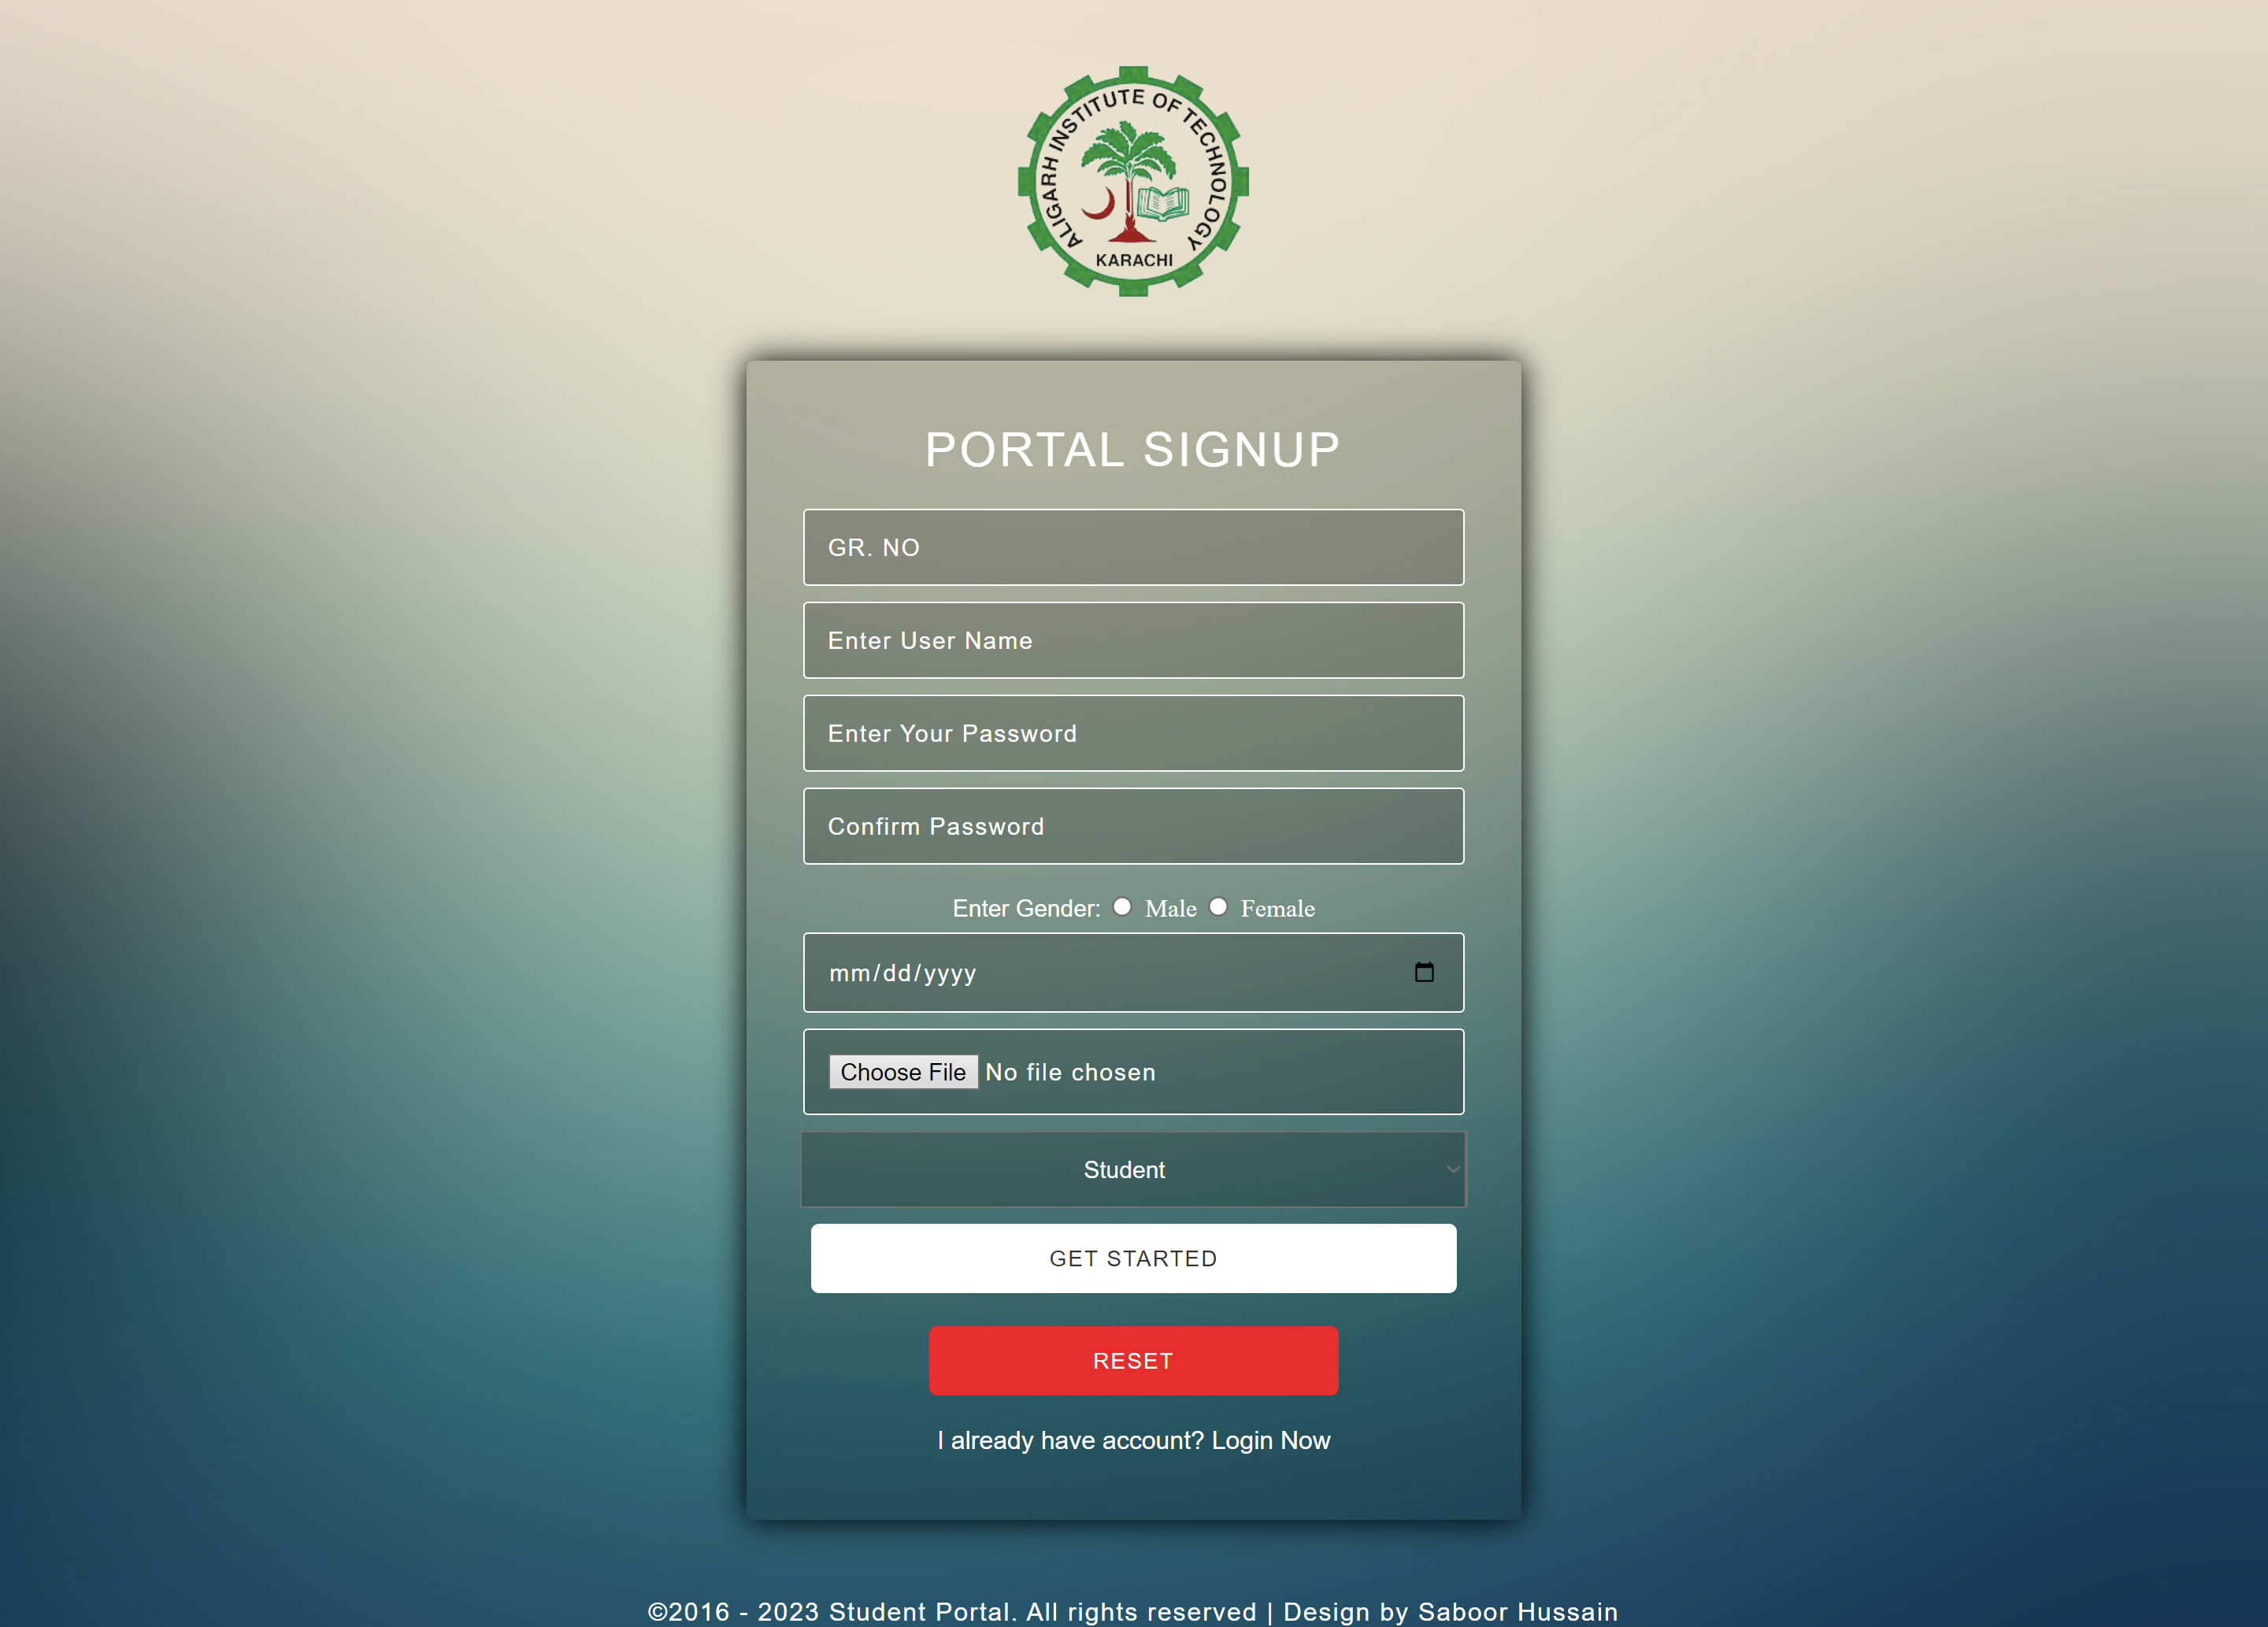 ALIGARH INSTITUTE OF TECHNOLOGY
KARACHI
PORTAL SIGNUP
GR. NO
Enter User Name
Enter Your Password
Confirm Password
Enter Gender: Male Female
mm/dd/yyyy
Choose File No file chosen
Student
GET STARTED
RESET
I already have account? Login Now
©2016 - 2023 Student Portal. All rights reserved | Design by Saboor Hussain